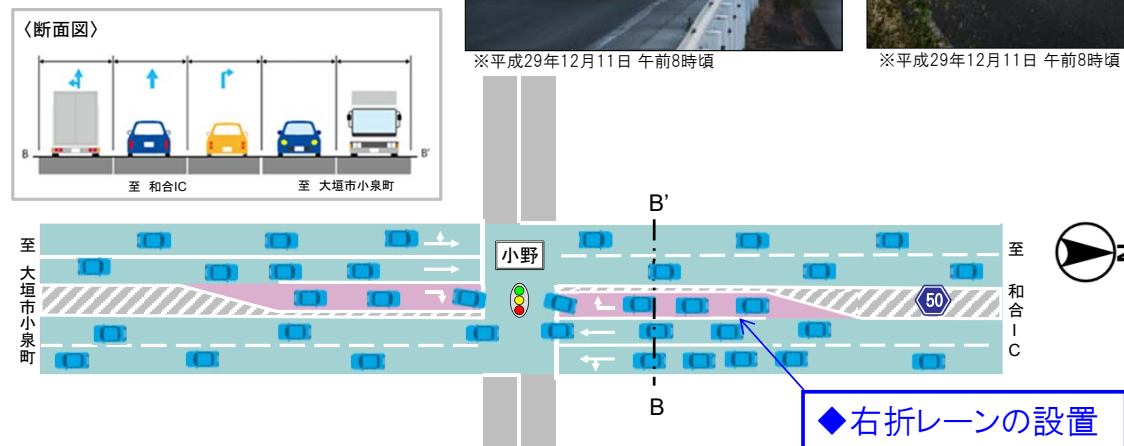 〈断面図〉
B
B'
至 和合IC
至 大垣市小泉町
※平成29年12月11日 午前8時頃
※平成29年12月11日 午前8時頃
B'
至 大垣市小泉町
小野
50
至 和合IC
N
B
◆右折レーンの設置